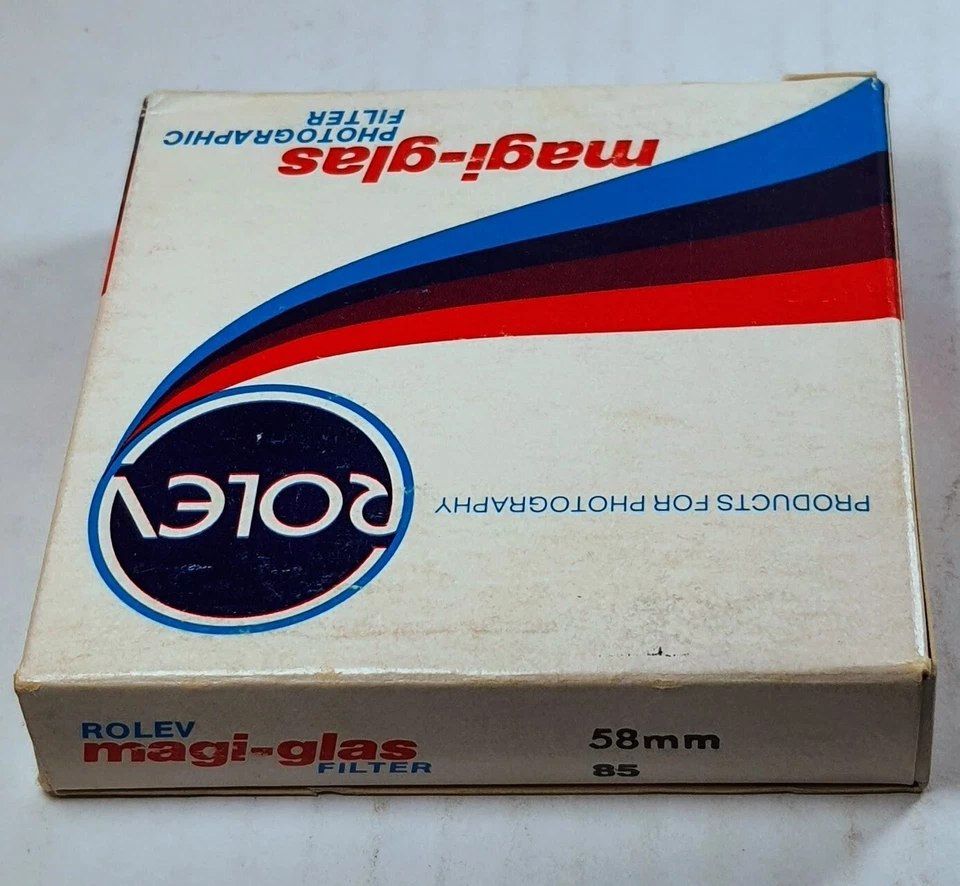 magi-glas
PHOTOGRAPHIC
FILTER
PRODUCTS FOR PHOTOGRAPHY
ROLEV
ROLEV
magi-glas
FILTER
58mm
85